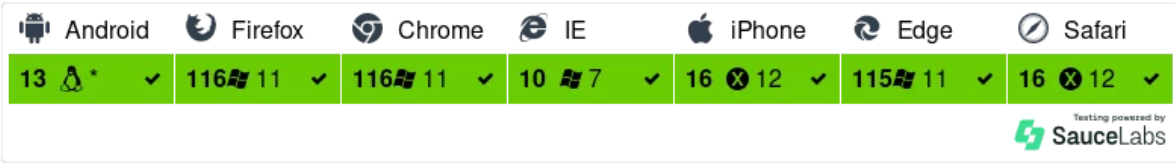 Android Firefox Chrome IE iPhone Edge Safari
13 * 116 11 116 11 10 7 16 X 12 115 11 16 X 12
Testing powered by
SauceLabs